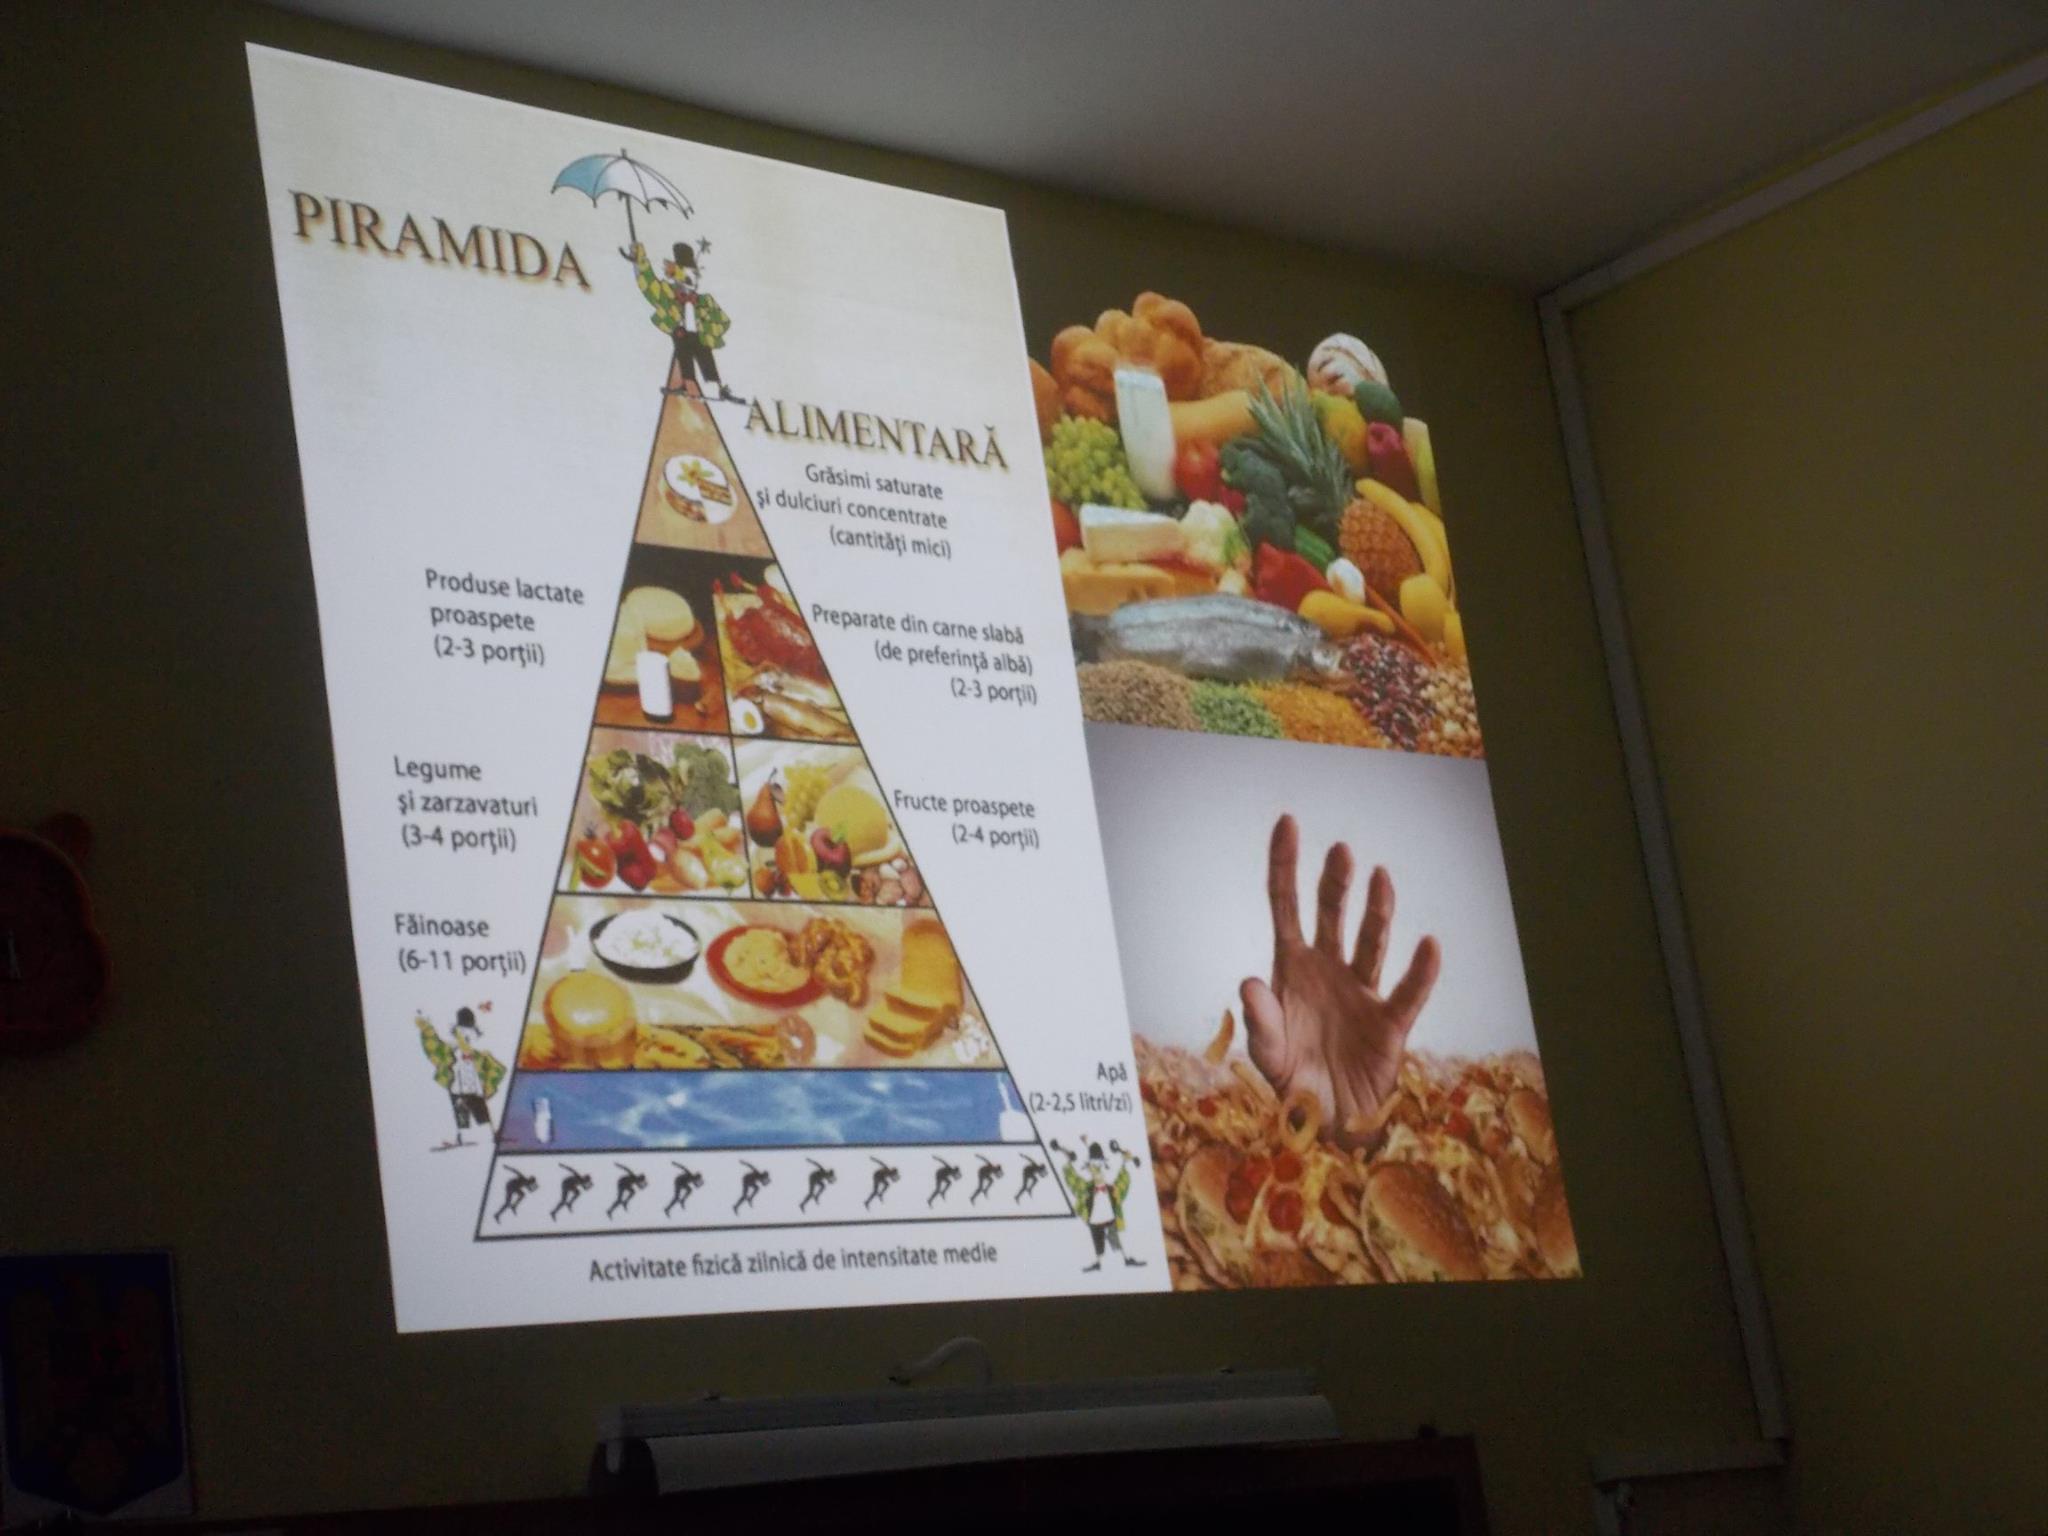 PIRAMIDA
ALIMENTARĂ
Grăsimi saturate
şi dulciuri concentrate
(cantităţi mici)
Produse lactate
proaspete
(2-3 porţii)
Preparate din carne slabă
(de preferinţă albă)
(2-3 porţii)
Legume
şi zarzavaturi
(3-4 porţii)
Fructe proaspete
(2-4 porţii)
Făinoase
(6-11 porţii)
Apă
(2-2,5 litri/zi)
Activitate fizică zilnică de intensitate medie